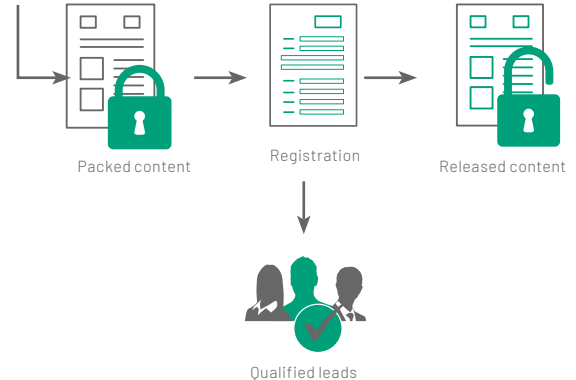 Packed content
Registration
Released content
Qualified leads